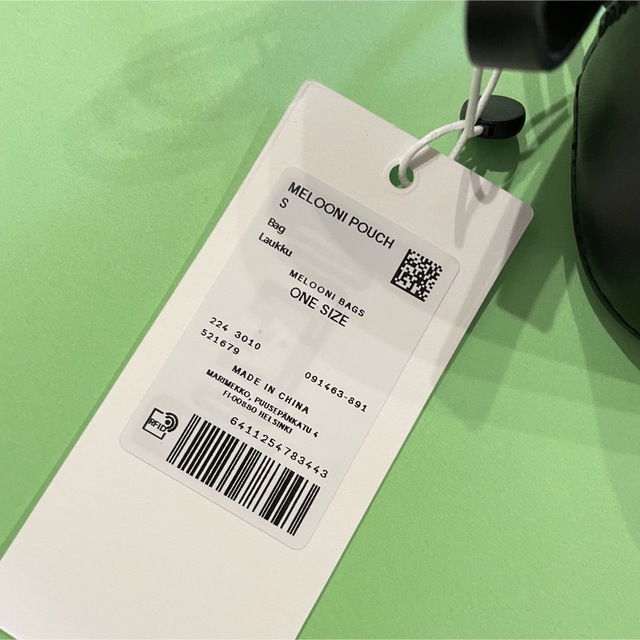 MELOONI POUCH
S
Bag
Laukku
MELOONI BAGS
ONE SIZE
224 3010
521679
091463-891
MADE IN CHINA
MARIMEKKO, PUUSEPÄNKATU 4
FI-00880 HELSINKI
RFID
6411254783443